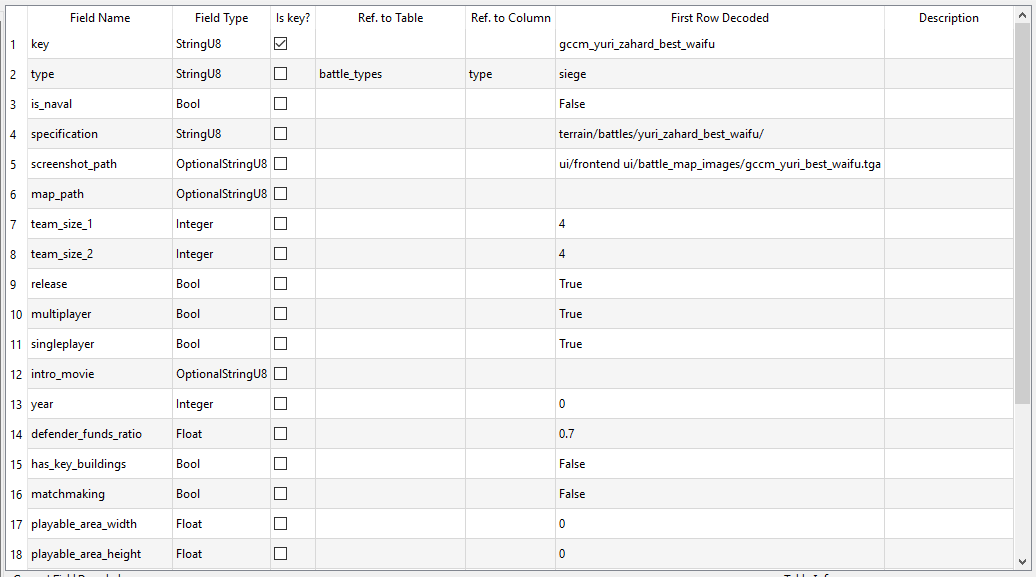 Field Name Field Type Is key? Ref. to Table Ref. to Column First Row Decoded Description
1 key StringU8 gccm_yuri_zahard_best_waifu
2 type StringU8 battle_types type siege
3 is_naval Bool False
4 specification StringU8 terrain/battles/yuri_zahard_best_waifu/
5 screenshot_path OptionalStringU8 ui/frontend ui/battle_map_images/gccm_yuri_best_waifu.tga
6 map_path OptionalStringU8
7 team_size_1 Integer 4
8 team_size_2 Integer 4
9 release Bool True
10 multiplayer Bool True
11 singleplayer Bool True
12 intro_movie OptionalStringU8
13 year Integer 0
14 defender_funds_ratio Float 0.7
15 has_key_buildings Bool False
16 matchmaking Bool False
17 playable_area_width Float 0
18 playable_area_height Float 0